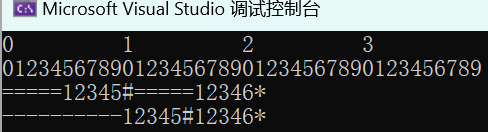 Microsoft Visual Studio 调试控制台
0         1         2         3
0123456789012345678901234567890123456789
=====12345#=====12346*
----------12345#12346*